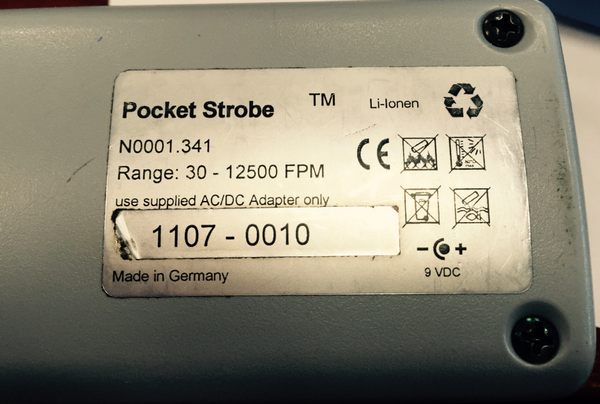 Pocket Strobe TM Li-Ionen
N0001.341 CE
Range: 30 - 12500 FPM
use supplied AC/DC Adapter only
1107 - 0010
- +
Made in Germany 9 VDC